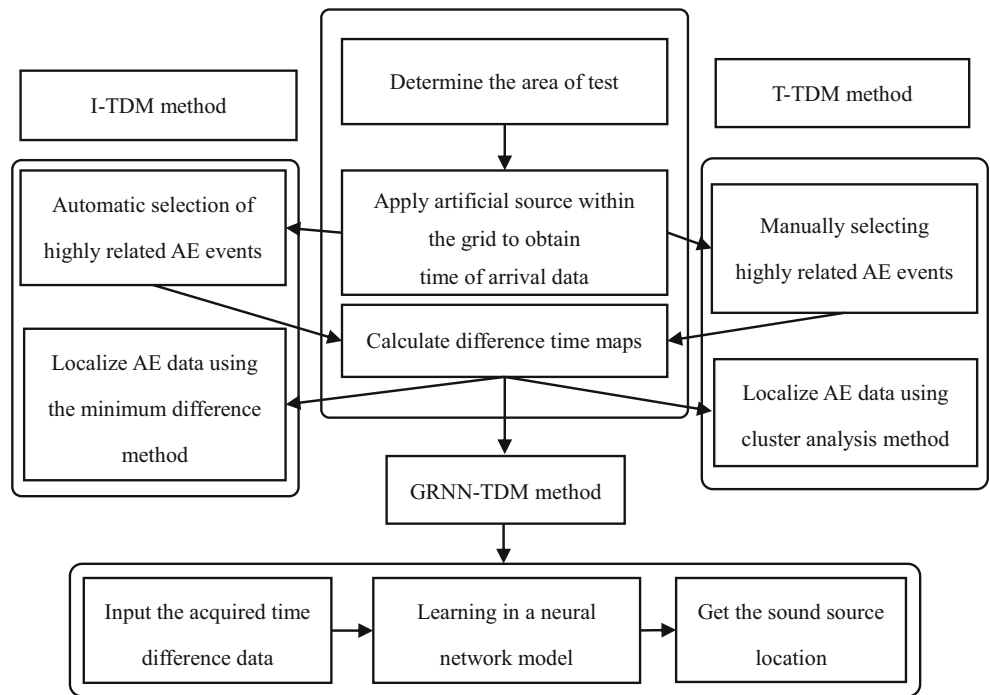 Determine the area of test
I-TDM method
T-TDM method
Apply artificial source within
the grid to obtain
time of arrival data
Automatic selection of
highly related AE events
Manually selecting
highly related AE events
Calculate difference time maps
Localize AE data using
the minimum difference
method
Localize AE data using
cluster analysis method
GRNN-TDM method
Input the acquired time
difference data
Learning in a neural
network model
Get the sound source
location